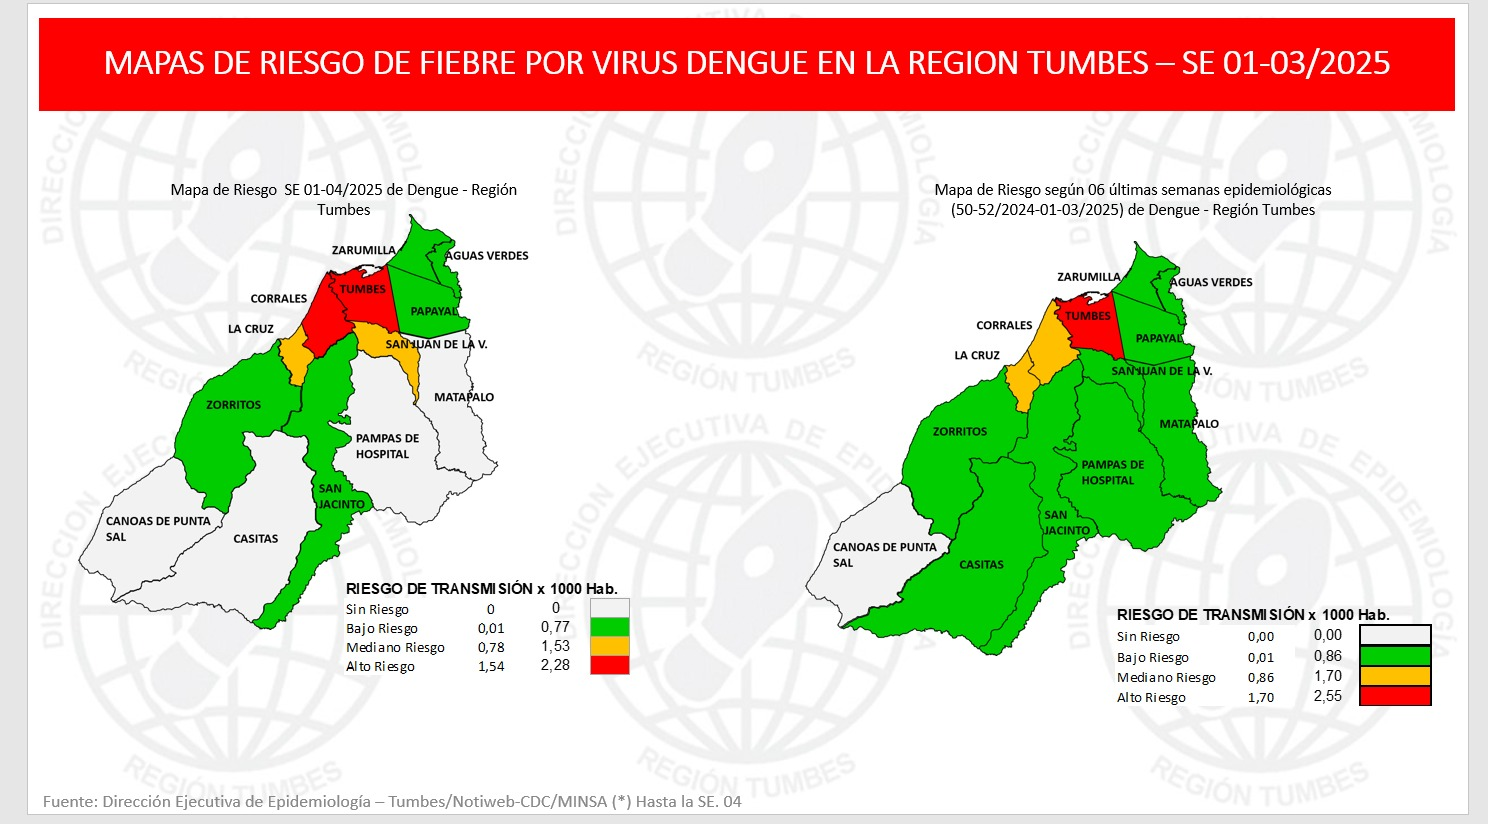 MAPAS DE RIESGO DE FIEBRE POR VIRUS DENGUE EN LA REGION TUMBES – SE 01-03/2025
Mapa de Riesgo SE 01-04/2025 de Dengue - Región
Tumbes
ZARUMILLA
AGUAS VERDES
TUMBES
CORRALES
PAPAYAL
LA CRUZ
SAN JUAN DE LA V.
ZORRITOS
MATAPALO
PAMPAS DE
HOSPITAL
SAN
JACINTO
CANOAS DE PUNTA
SAL
CASITAS
RIESGO DE TRANSMISIÓN x 1000 Hab.
Sin Riesgo 0 0
Bajo Riesgo 0,01 0,77
Mediano Riesgo 0,78 1,53
Alto Riesgo 1,54 2,28
Mapa de Riesgo según 06 últimas semanas epidemiológicas
(50-52/2024-01-03/2025) de Dengue - Región Tumbes
ZARUMILLA
AGUAS VERDES
TUMBES
CORRALES
PAPAYAL
LA CRUZ
SAN JUAN DE LA V.
ZORRITOS
MATAPALO
PAMPAS DE
HOSPITAL
SAN
JACINTO
CANOAS DE PUNTA
SAL
CASITAS
RIESGO DE TRANSMISIÓN x 1000 Hab.
Sin Riesgo 0,00 0,00
Bajo Riesgo 0,01 0,86
Mediano Riesgo 0,86 1,70
Alto Riesgo 1,70 2,55
Fuente: Dirección Ejecutiva de Epidemiología – Tumbes/Notiweb-CDC/MINSA (*) Hasta la SE. 04
REGIÓN TUMBES
REGIÓN TUMBES
REGIÓN TUMBES